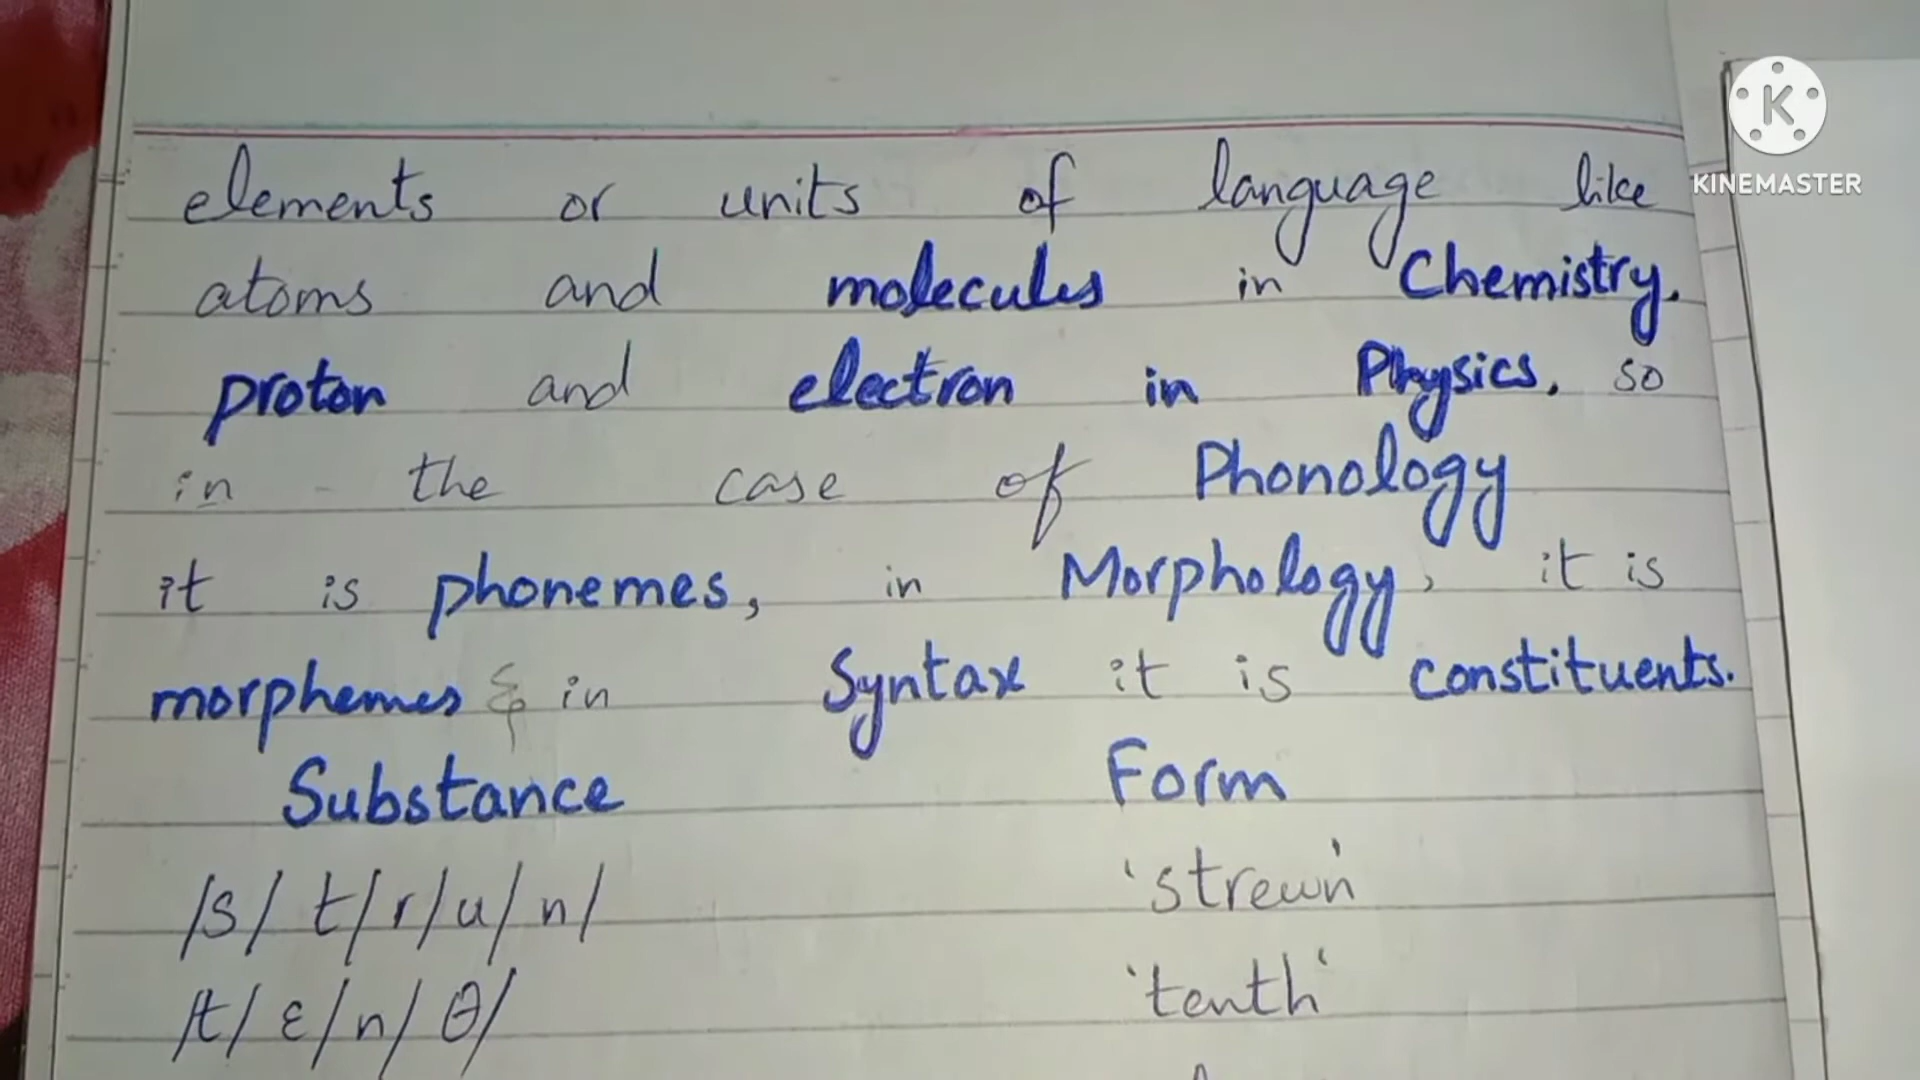 elements or units of language like
atoms and molecules in Chemistry.
proton and electron in Physics. so
in the case of Phonology
it is phonemes, in Morphology, it is
morphemes & in Syntax it is constituents.
Substance Form
/s/ t/r/u/n/ 'strewn'
/t/ ɛ/n/ θ/ 'tenth'
K
KINEMASTER